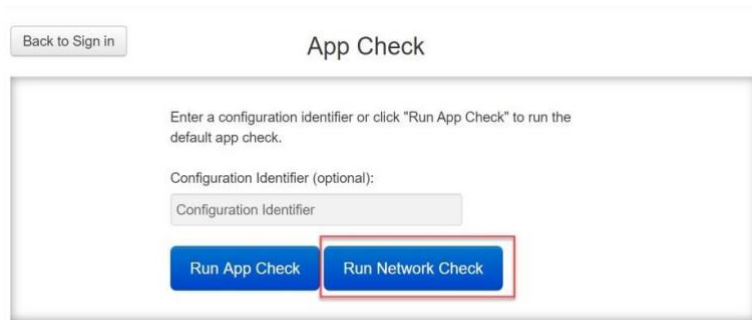 Back to Sign in
App Check
Enter a configuration identifier or click "Run App Check" to run the
default app check.
Configuration Identifier (optional):
Configuration Identifier
Run App Check
Run Network Check